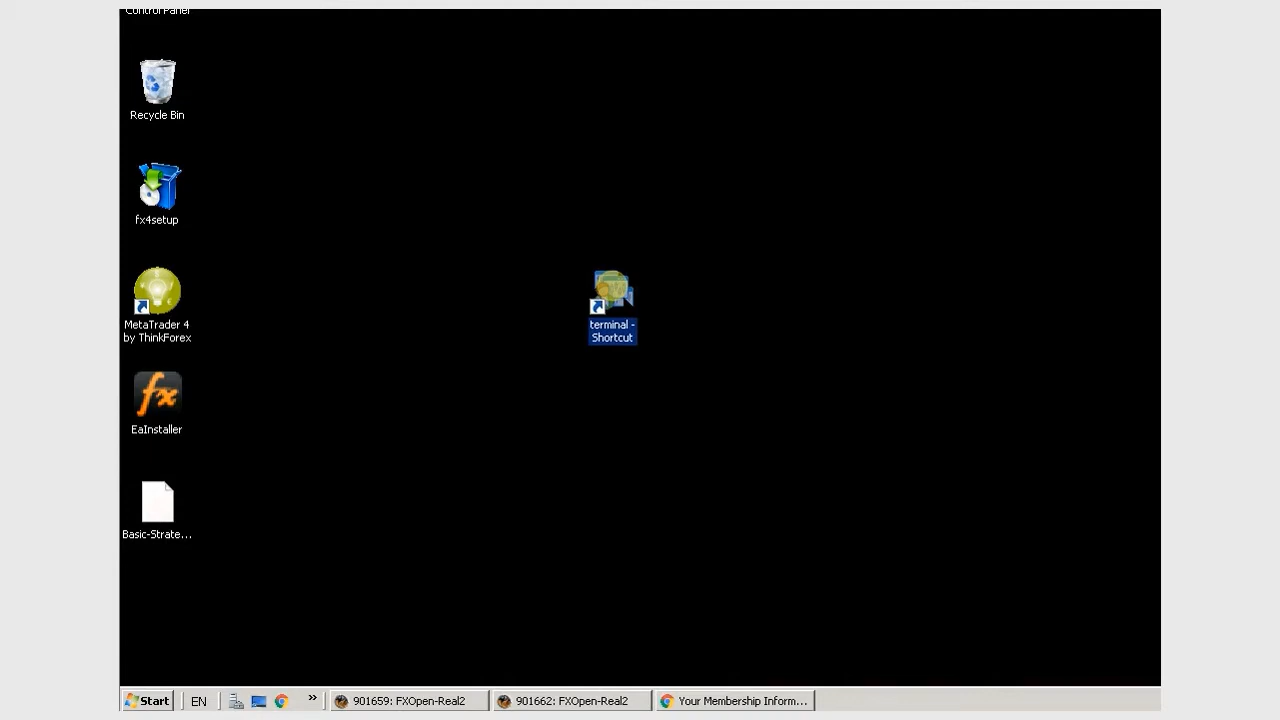 ControlPanel
Recycle Bin
fx4setup
MetaTrader 4
by ThinkForex
terminal -
Shortcut
EaInstaller
Basic-Strate...
Start
EN
»
901659: FXOpen-Real2
901662: FXOpen-Real2
Your Membership Inform...